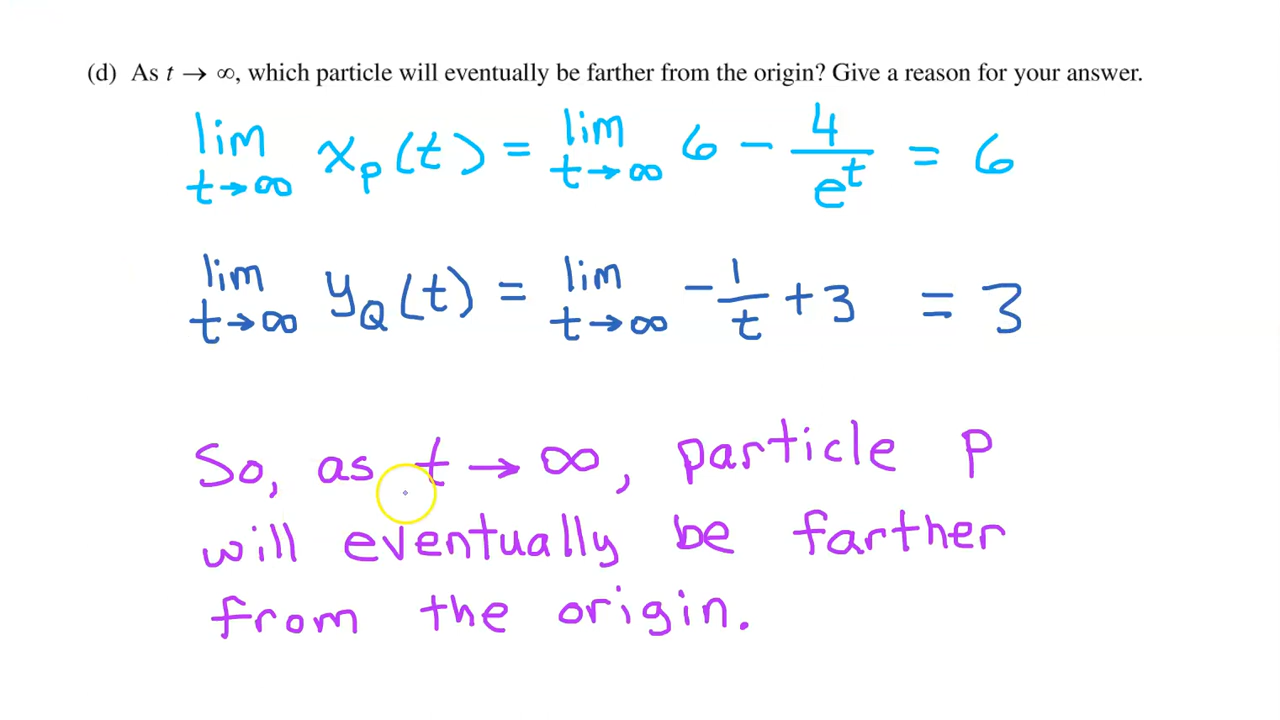 (d) As t → ∞, which particle will eventually be farther from the origin? Give a reason for your answer.
lim t→∞ x_P(t) = lim t→∞ 6 - 4/e^t = 6
lim t→∞ y_Q(t) = lim t→∞ -1/t + 3 = 3
So, as t → ∞, particle P
will eventually be farther
from the origin.